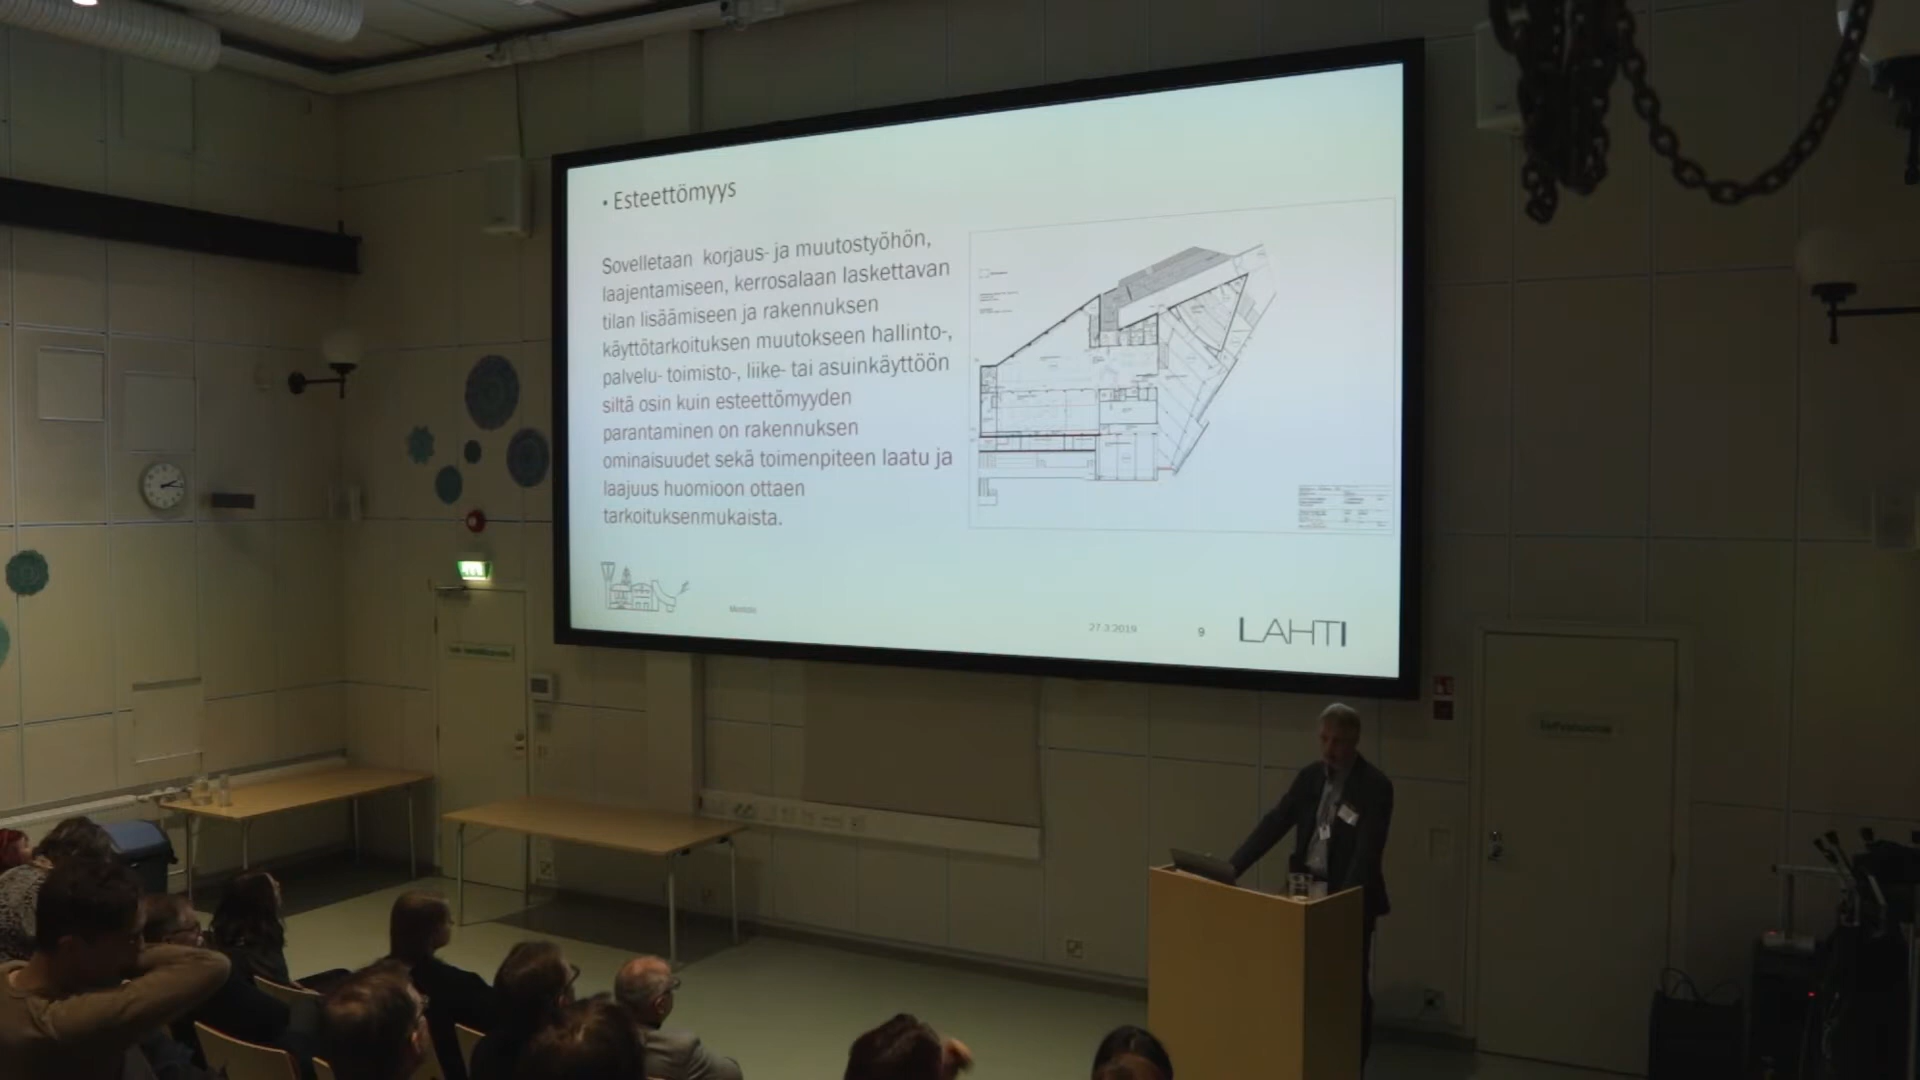 • Esteettömyys
Sovelletaan korjaus- ja muutostyöhön,
laajentamiseen, kerrosalaan laskettavan
tilan lisäämiseen ja rakennuksen
käyttötarkoituksen muutokseen hallinto-,
palvelu- toimisto-, liike- tai asuinkäyttöön
siltä osin kuin esteettömyyden
parantaminen on rakennuksen
ominaisuudet sekä toimenpiteen laatu ja
laajuus huomioon ottaen
tarkoituksenmukaista.
27.3.2019
9
LAHTI